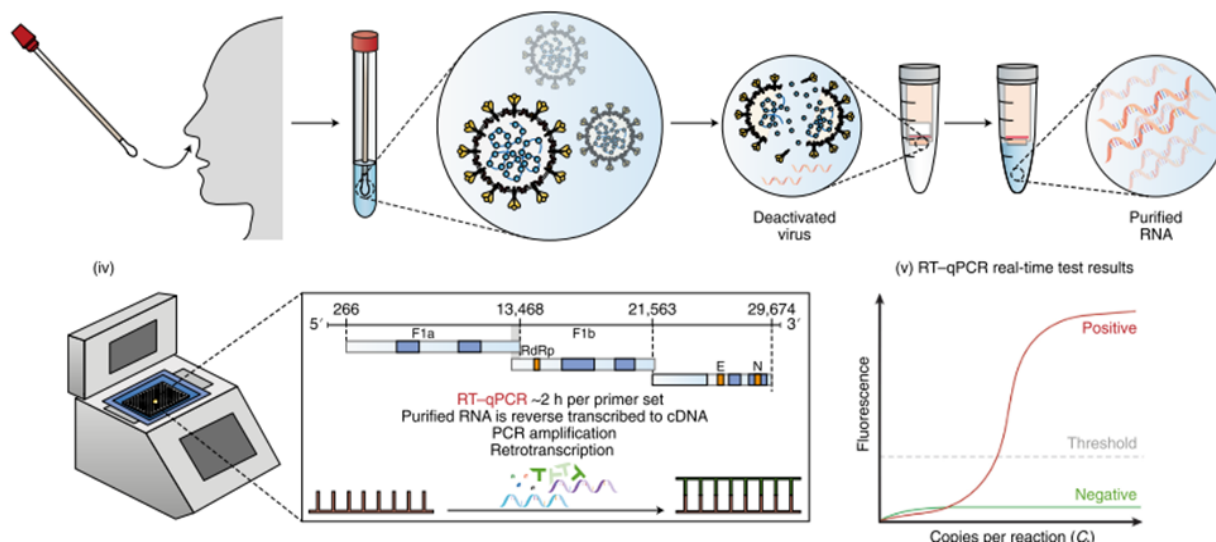 Deactivated
virus
Purified
RNA
(iv)
(v) RT–qPCR real-time test results
266
13,468
21,563
29,674
5′
3′
F1a
F1b
RdRp
E
N
RT–qPCR ~2 h per primer set
Purified RNA is reverse transcribed to cDNA
PCR amplification
Retrotranscription
Fluorescence
Positive
Threshold
Negative
Copies per reaction (C